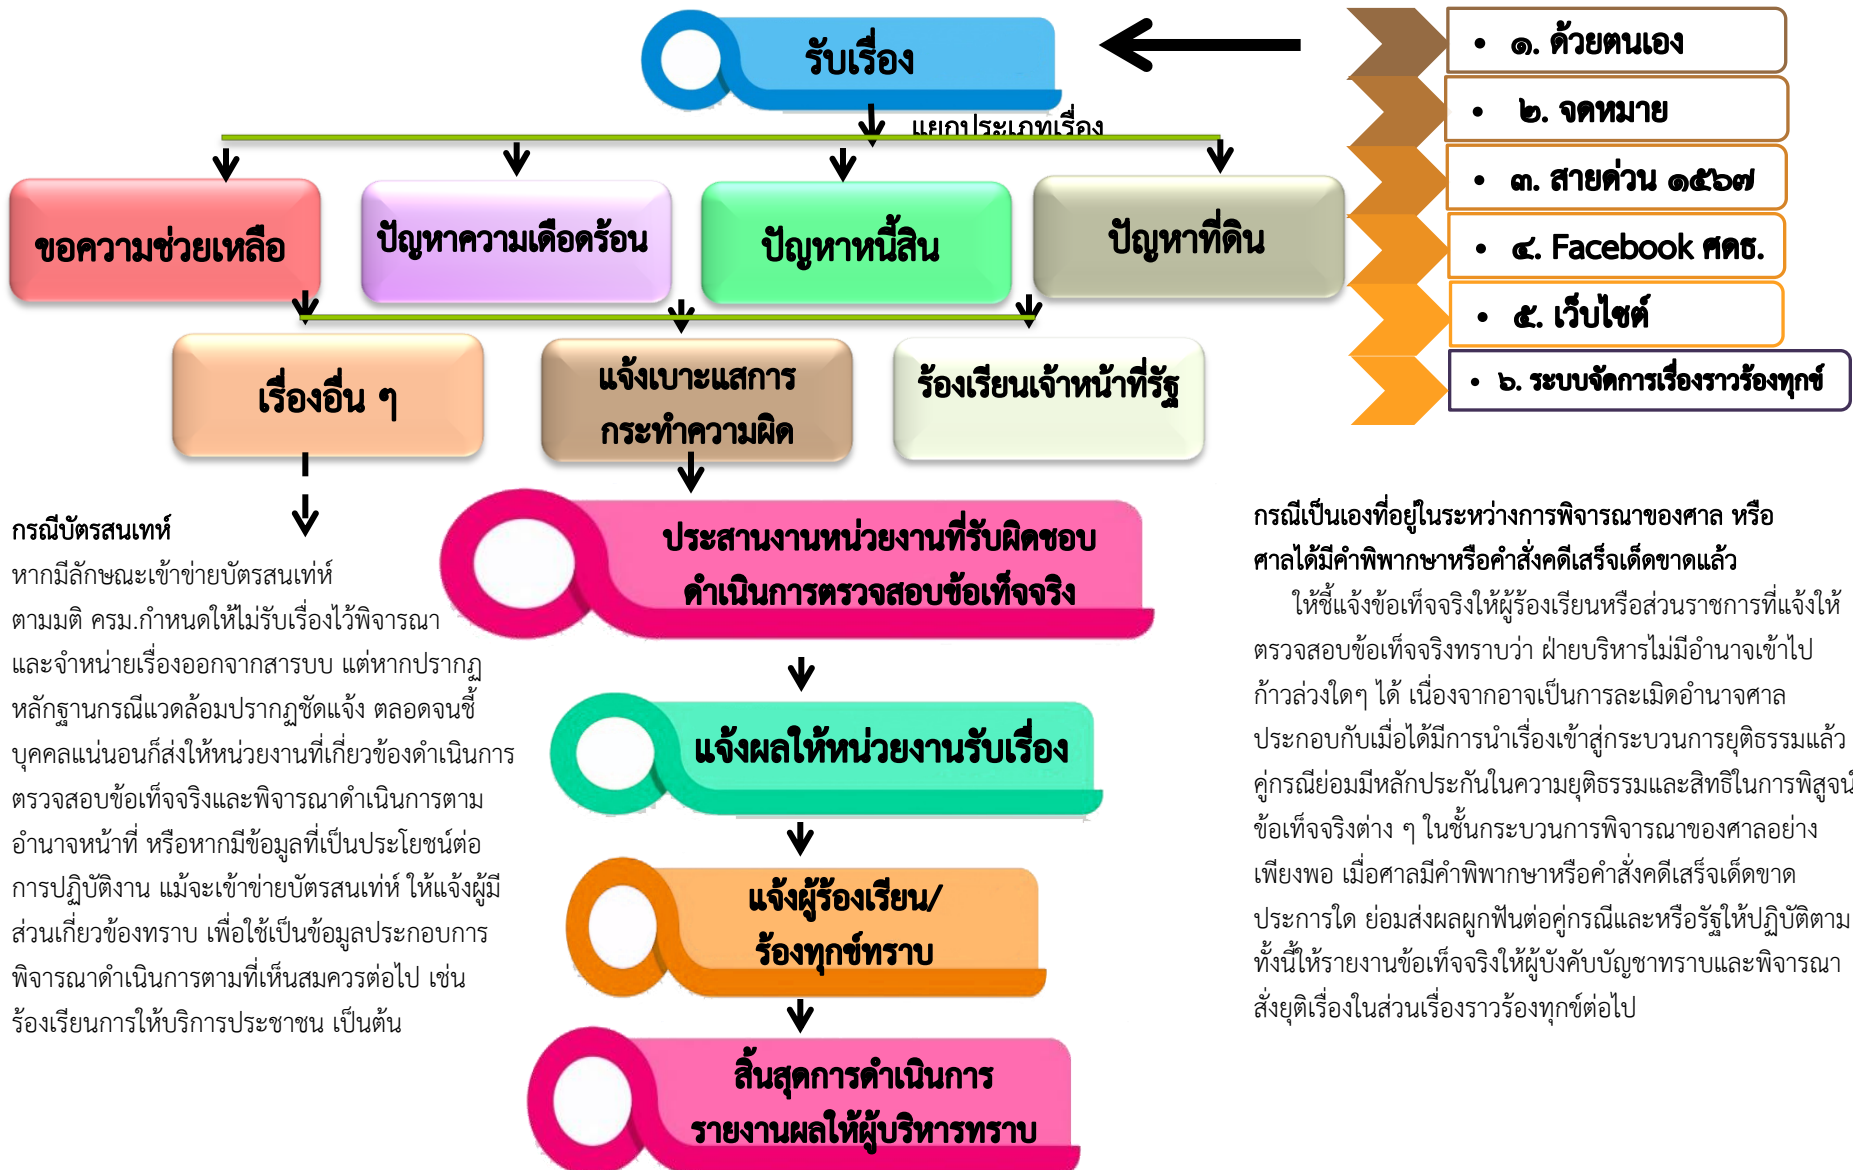 รับเรื่อง
• ๑. ด้วยตนเอง
• ๒. จดหมาย
• ๓. สายด่วน ๑๕๖๗
• ๔. Facebook ศดธ.
• ๕. เว็บไซต์
• ๖. ระบบจัดการเรื่องราวร้องทุกข์
แยกประเภทเรื่อง
ขอความช่วยเหลือ
ปัญหาความเดือดร้อน
ปัญหาหนี้สิน
ปัญหาที่ดิน
เรื่องอื่น ๆ
แจ้งเบาะแสการ
กระทำความผิด
ร้องเรียนเจ้าหน้าที่รัฐ
กรณีบัตรสนเทห์
หากมีลักษณะเข้าข่ายบัตรสนเท่ห์
ตามมติ ครม.กำหนดให้ไม่รับเรื่องไว้พิจารณา
และจำหน่ายเรื่องออกจากสารบบ แต่หากปรากฏ
หลักฐานกรณีแวดล้อมปรากฏชัดแจ้ง ตลอดจนชี้
บุคคลแน่นอนก็ส่งให้หน่วยงานที่เกี่ยวข้องดำเนินการ
ตรวจสอบข้อเท็จจริงและพิจารณาดำเนินการตาม
อำนาจหน้าที่ หรือหากมีข้อมูลที่เป็นประโยชน์ต่อ
การปฏิบัติงาน แม้จะเข้าข่ายบัตรสนเท่ห์ ให้แจ้งผู้มี
ส่วนเกี่ยวข้องทราบ เพื่อใช้เป็นข้อมูลประกอบการ
พิจารณาดำเนินการตามที่เห็นสมควรต่อไป เช่น
ร้องเรียนการให้บริการประชาชน เป็นต้น
ประสานงานหน่วยงานที่รับผิดชอบ
ดำเนินการตรวจสอบข้อเท็จจริง
แจ้งผลให้หน่วยงานรับเรื่อง
แจ้งผู้ร้องเรียน/
ร้องทุกข์ทราบ
สิ้นสุดการดำเนินการ
รายงานผลให้ผู้บริหารทราบ
กรณีเป็นเองที่อยู่ในระหว่างการพิจารณาของศาล หรือ
ศาลได้มีคำพิพากษาหรือคำสั่งคดีเสร็จเด็ดขาดแล้ว
ให้ชี้แจงข้อเท็จจริงให้ผู้ร้องเรียนหรือส่วนราชการที่แจ้งให้
ตรวจสอบข้อเท็จจริงทราบว่า ฝ่ายบริหารไม่มีอำนาจเข้าไป
ก้าวล่วงใดๆ ได้ เนื่องจากอาจเป็นการละเมิดอำนาจศาล
ประกอบกับเมื่อได้มีการนำเรื่องเข้าสู่กระบวนการยุติธรรมแล้ว
คู่กรณีย่อมมีหลักประกันในความยุติธรรมและสิทธิในการพิสูจน์
ข้อเท็จจริงต่าง ๆ ในชั้นกระบวนการพิจารณาของศาลอย่าง
เพียงพอ เมื่อศาลมีคำพิพากษาหรือคำสั่งคดีเสร็จเด็ดขาด
ประการใด ย่อมส่งผลผูกพันต่อคู่กรณีและหรือรัฐให้ปฏิบัติตาม
ทั้งนี้ให้รายงานข้อเท็จจริงให้ผู้บังคับบัญชาทราบและพิจารณา
สั่งยุติเรื่องในส่วนเรื่องราวร้องทุกข์ต่อไป